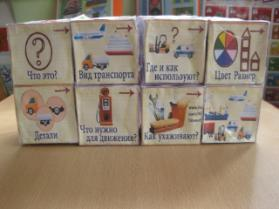 ?
Что это?
Вид транспорта
?
Где и как
используют?
Цвет Размер
Детали
Что нужно
для движения?
Как ухаживают?